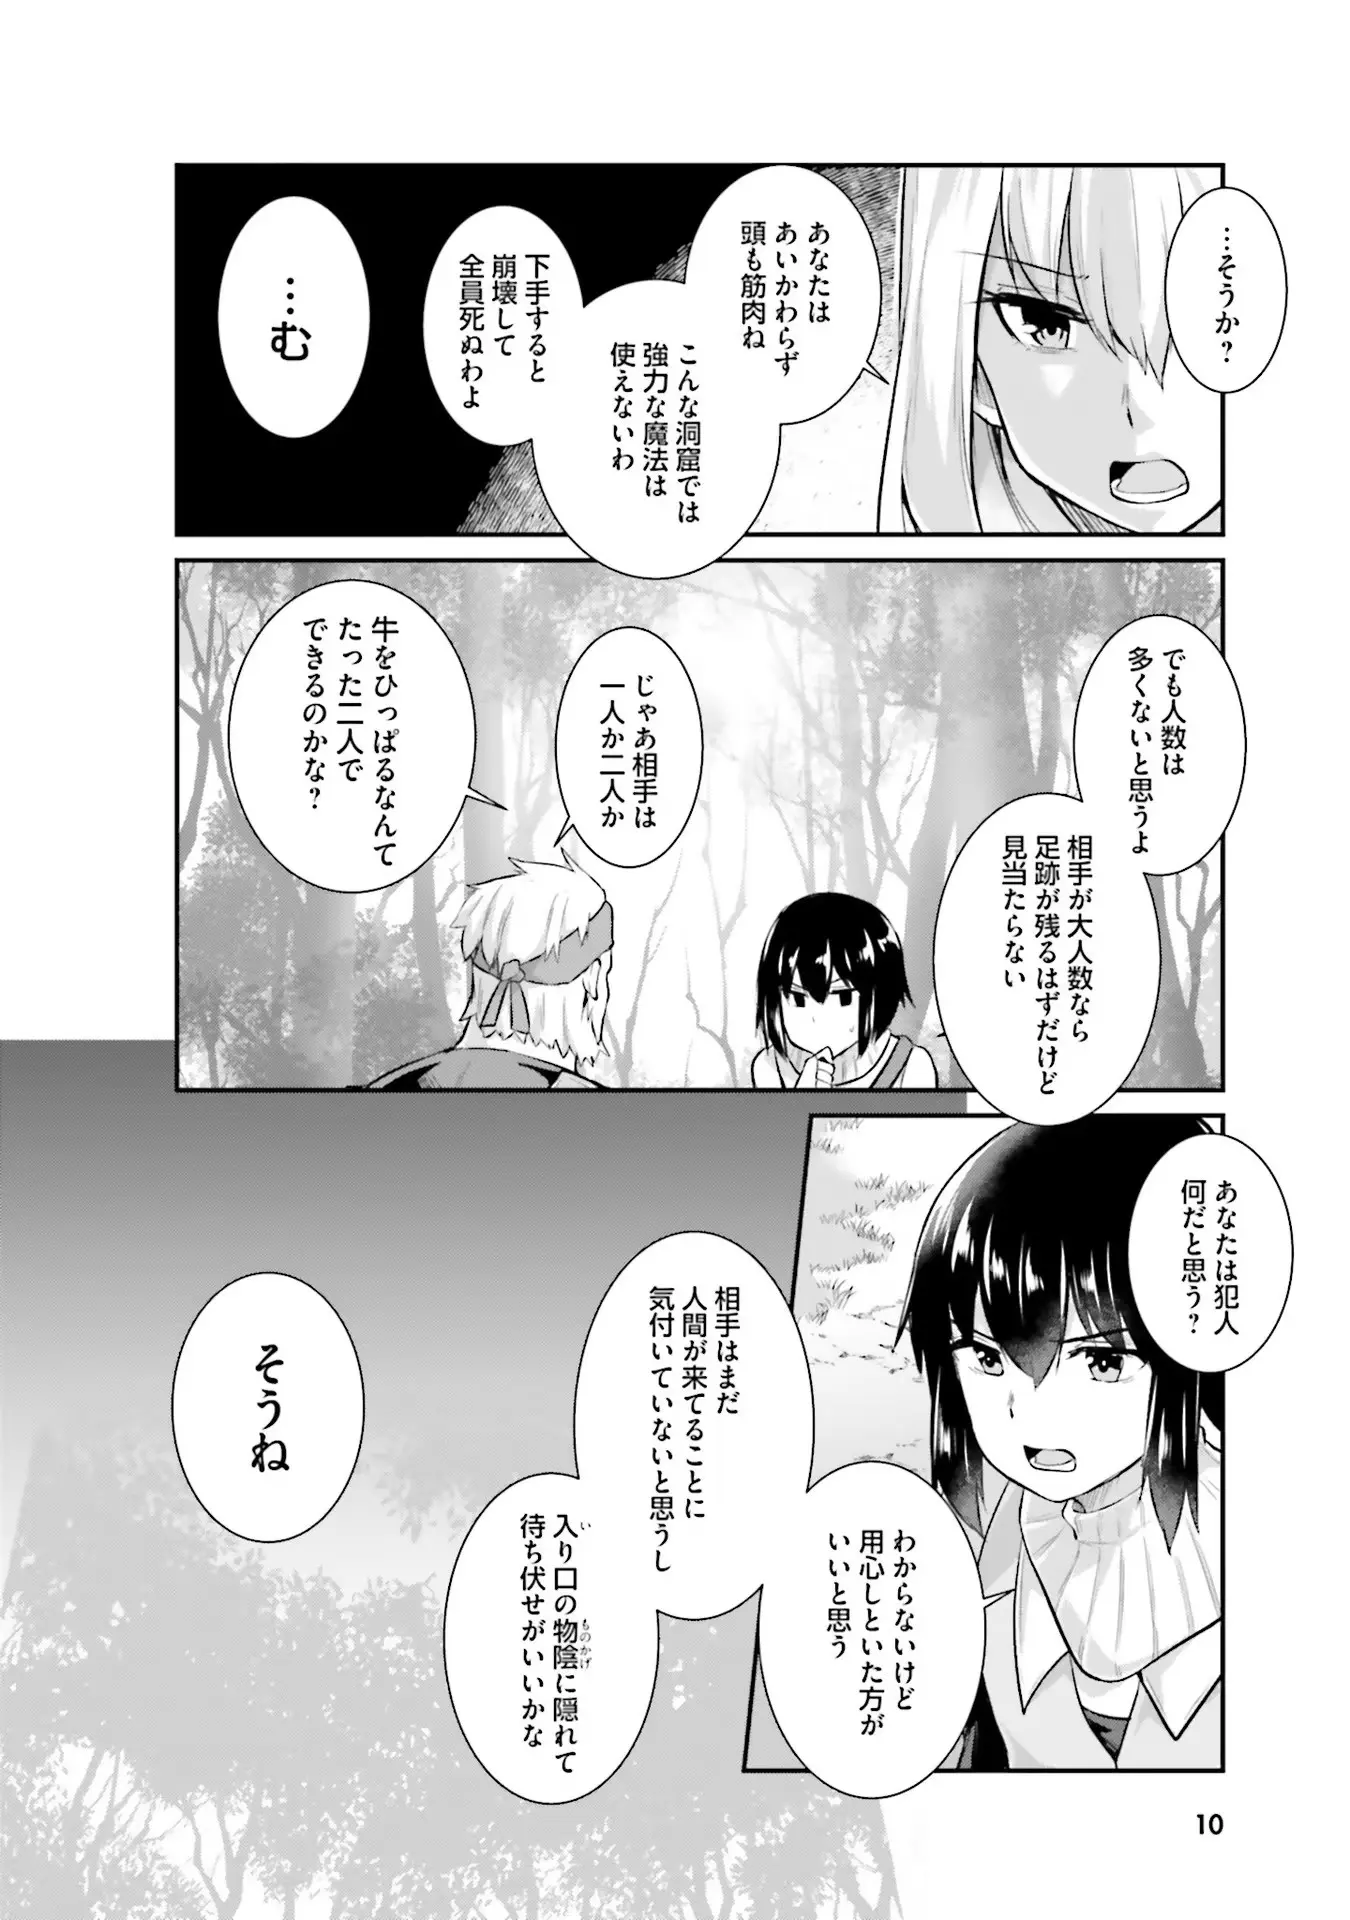 …そうか？
あなたは
あいかわらず
頭も筋肉ね
こんな洞窟では
強力な魔法は
使えないわ
下手すると
崩壊して
全員死ぬわよ
…む
でも人数は
多くないと思うよ
相手が大人数なら
足跡が残るはずだけど
見当たらない
じゃあ相手は
一人か二人か
牛をひっぱるなんて
たった二人で
できるのかな？
あなたは犯人
何だと思う？
わからないけど
用心しといた方が
いいと思う
相手はまだ
人間が来てることに
気付いていないと思うし
入り口の物陰に隠れて
待ち伏せがいいかな
そうね
10